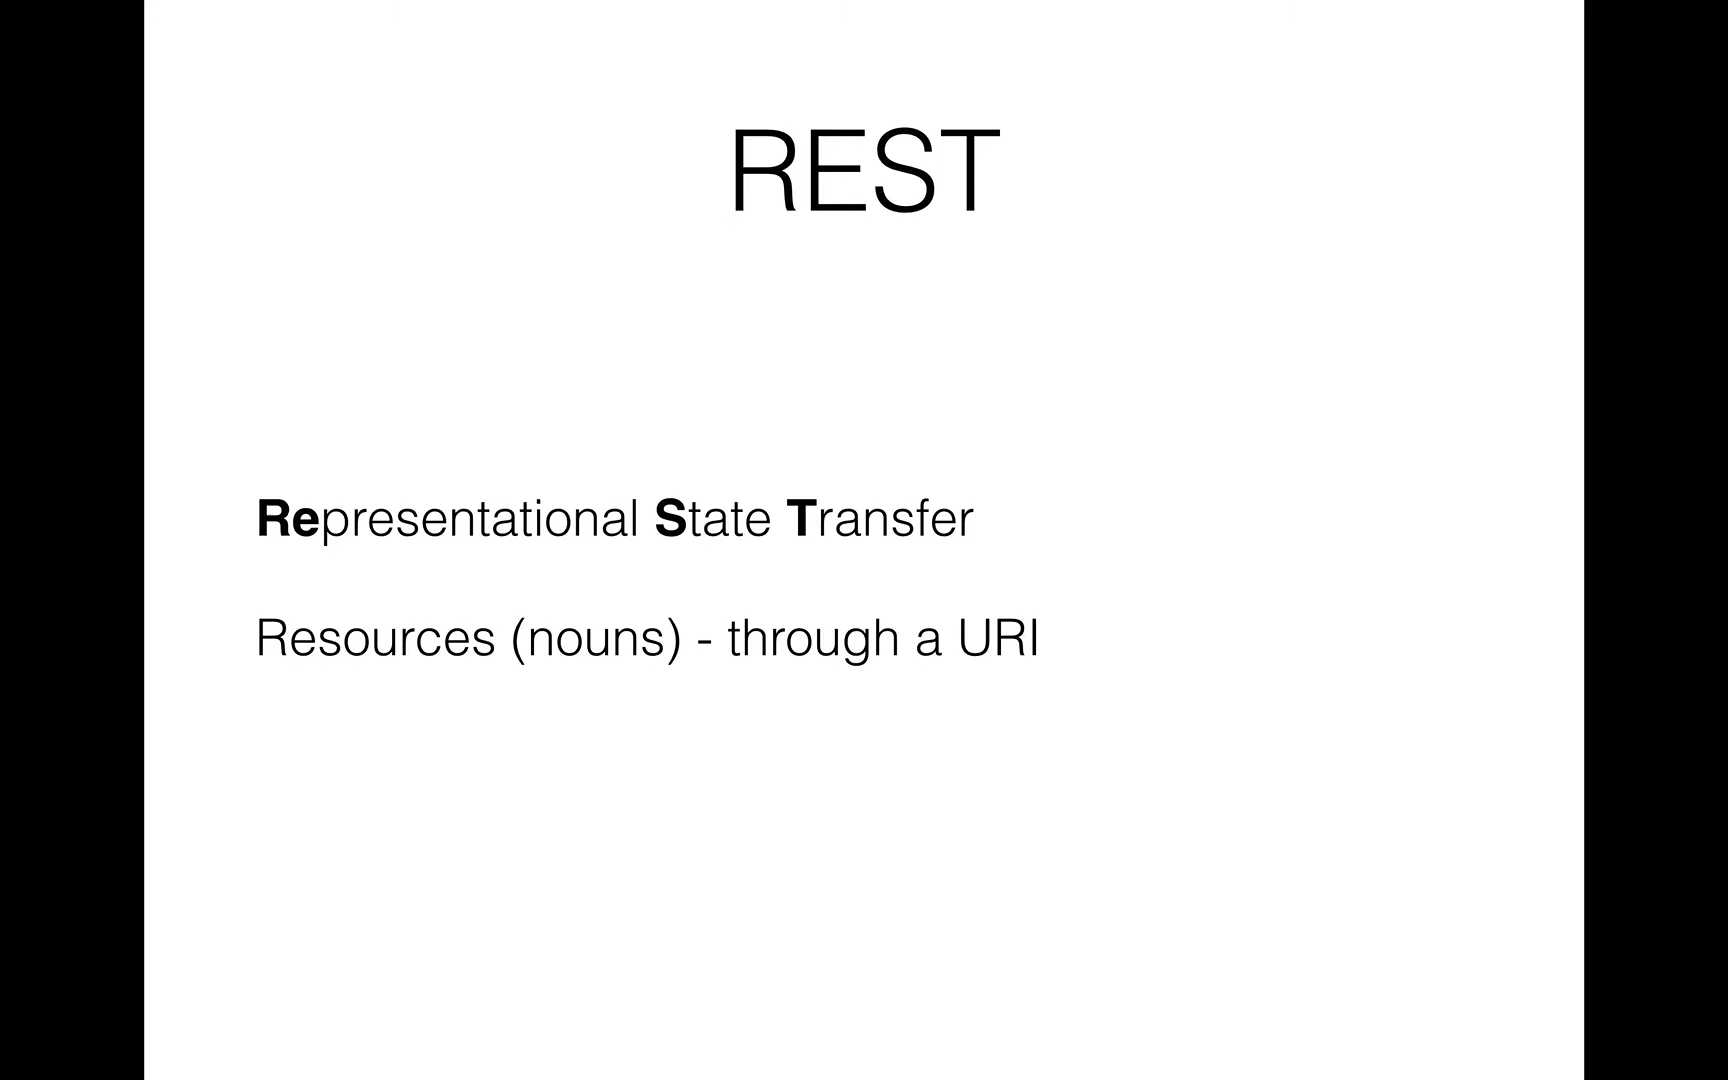 REST
Representational State Transfer
Resources (nouns) - through a URI